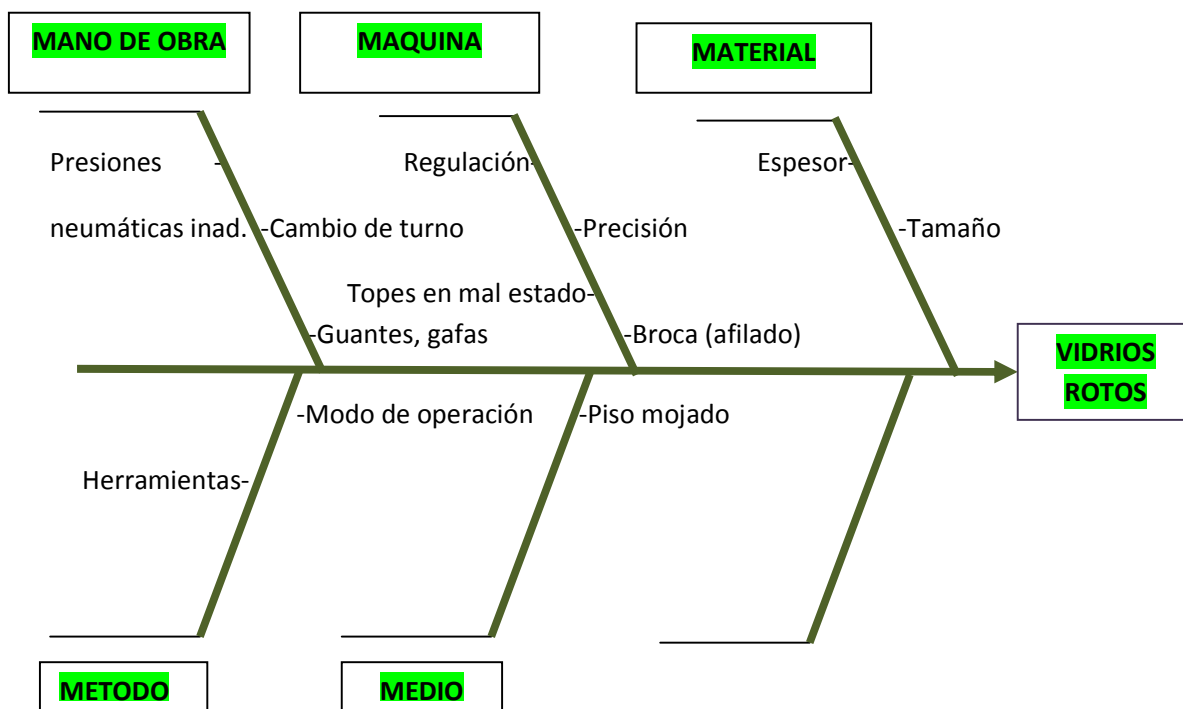 MANO DE OBRA
MAQUINA
MATERIAL
Presiones -
neumáticas inad.
-Cambio de turno
-Guantes, gafas
Regulación-
-Precisión
Topes en mal estado-
-Broca (afilado)
Espesor-
-Tamaño
VIDRIOS
ROTOS
-Modo de operación
Herramientas-
-Piso mojado
METODO
MEDIO